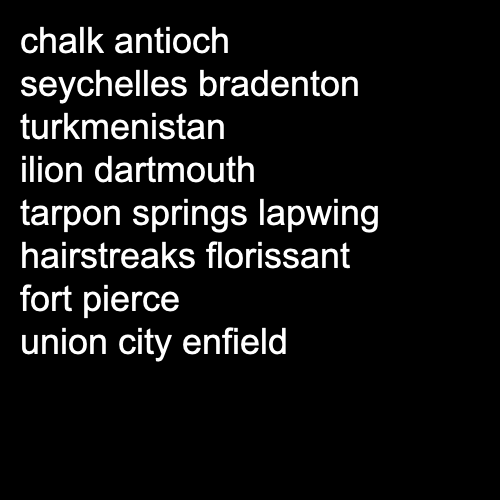 chalk antioch
seychelles bradenton
turkmenistan
ilion dartmouth
tarpon springs lapwing
hairstreaks florissant
fort pierce
union city enfield